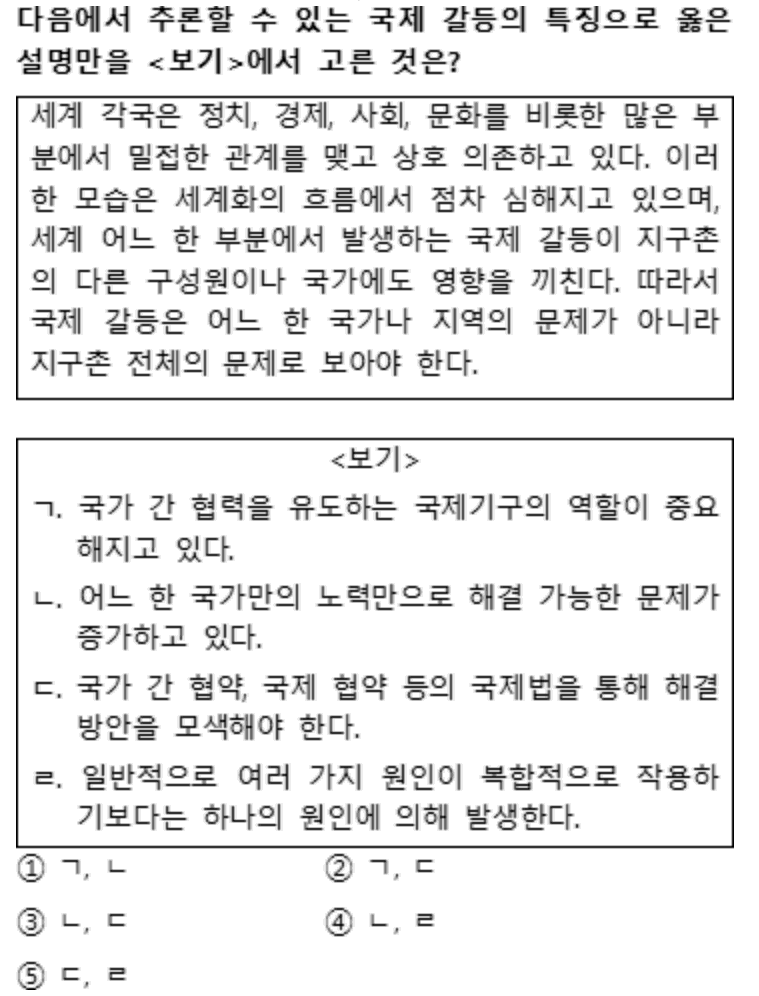 다음에서 추론할 수 있는 국제 갈등의 특징으로 옳은
설명만을 <보기>에서 고른 것은?
세계 각국은 정치, 경제, 사회, 문화를 비롯한 많은 부
분에서 밀접한 관계를 맺고 상호 의존하고 있다. 이러
한 모습은 세계화의 흐름에서 점차 심해지고 있으며,
세계 어느 한 부분에서 발생하는 국제 갈등이 지구촌
의 다른 구성원이나 국가에도 영향을 끼친다. 따라서
국제 갈등은 어느 한 국가나 지역의 문제가 아니라
지구촌 전체의 문제로 보아야 한다.
<보기>
ㄱ. 국가 간 협력을 유도하는 국제기구의 역할이 중요
해지고 있다.
ㄴ. 어느 한 국가만의 노력만으로 해결 가능한 문제가
증가하고 있다.
ㄷ. 국가 간 협약, 국제 협약 등의 국제법을 통해 해결
방안을 모색해야 한다.
ㄹ. 일반적으로 여러 가지 원인이 복합적으로 작용하
기보다는 하나의 원인에 의해 발생한다.
① ㄱ, ㄴ ② ㄱ, ㄷ
③ ㄴ, ㄷ ④ ㄴ, ㄹ
⑤ ㄷ, ㄹ